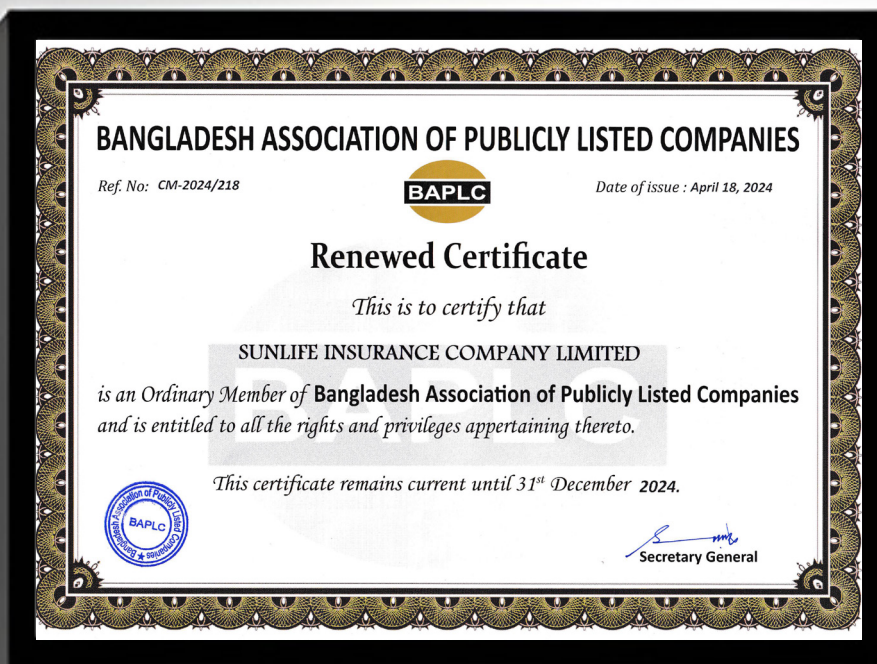 BANGLADESH ASSOCIATION OF PUBLICLY LISTED COMPANIES
Ref. No: CM-2024/218
BAPLC
Date of issue : April 18, 2024
Renewed Certificate
This is to certify that
SUNLIFE INSURANCE COMPANY LIMITED
is an Ordinary Member of Bangladesh Association of Publicly Listed Companies
and is entitled to all the rights and privileges appertaining thereto.
BAPLC
This certificate remains current until 31st December 2024.
Bangladesh Association of Publicly Listed Companies
BAPLC
Secretary General